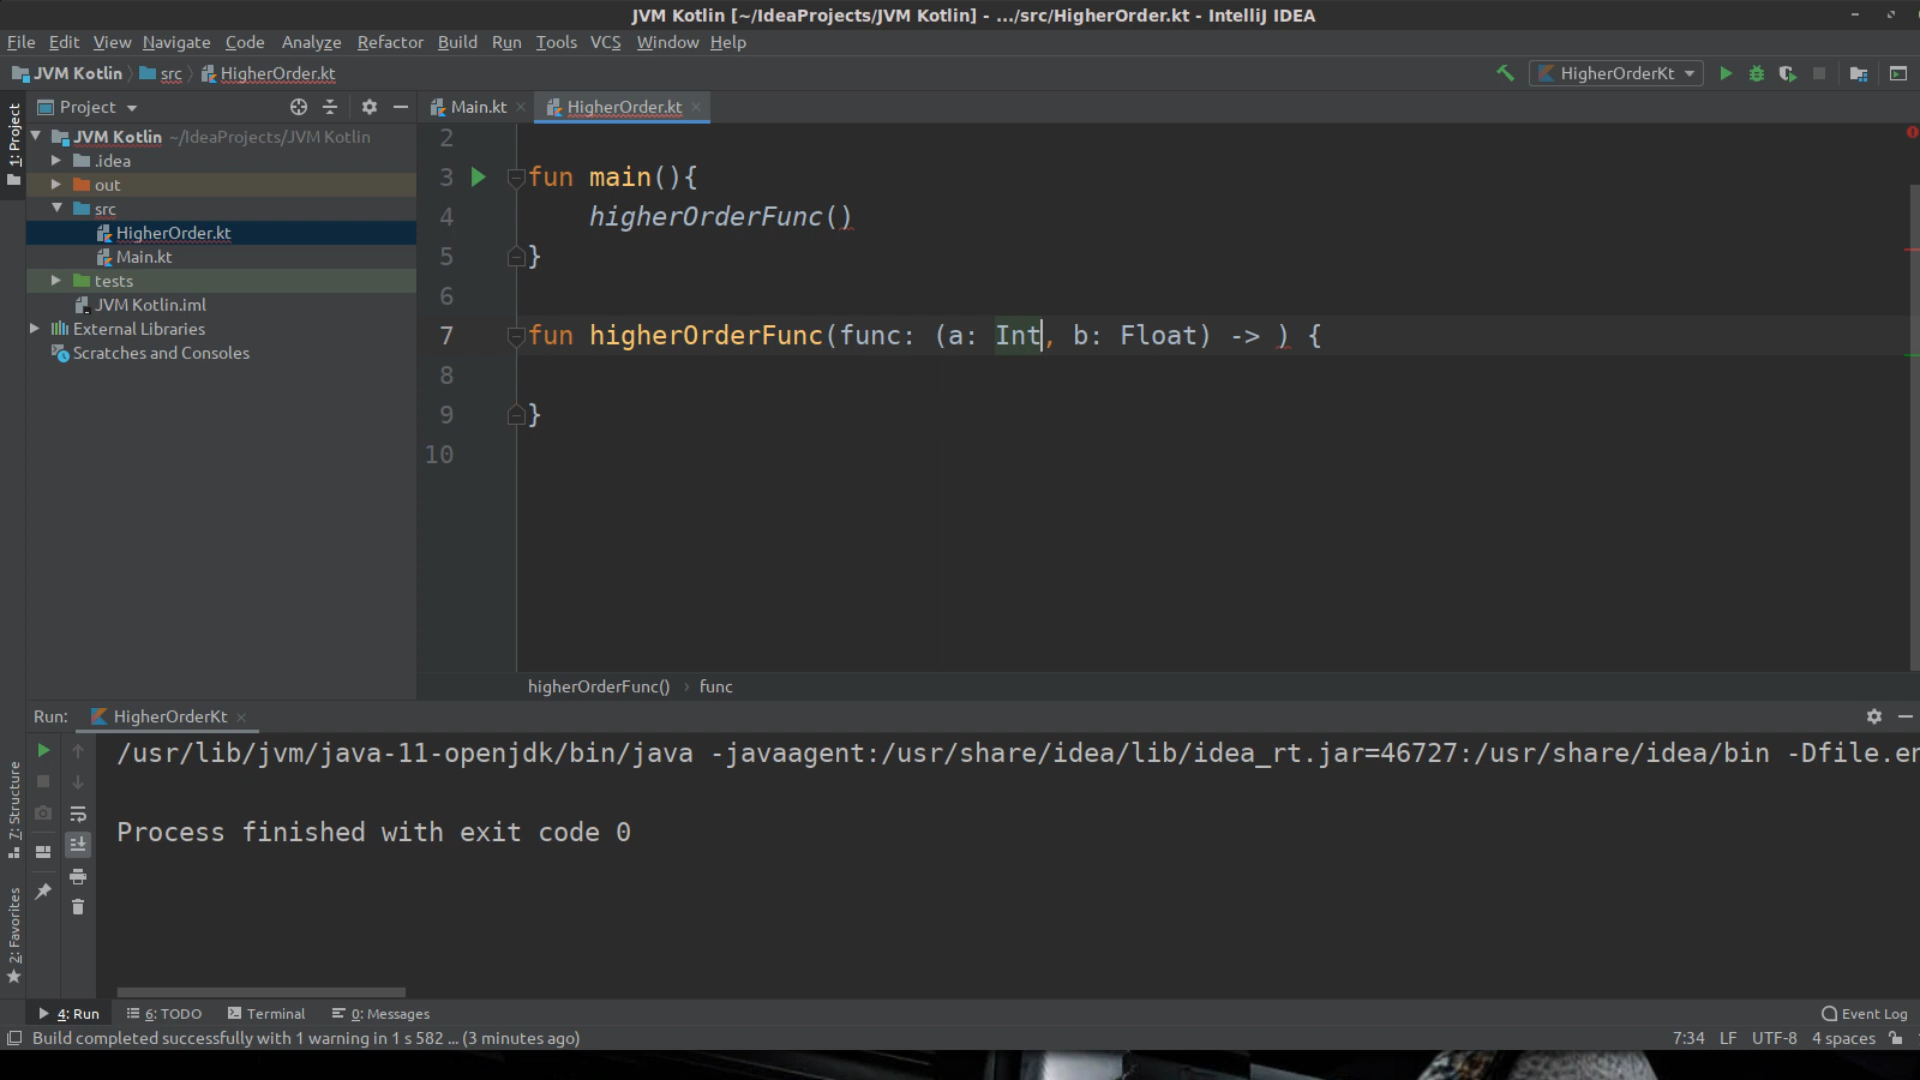 JVM Kotlin [~/IdeaProjects/JVM Kotlin] - .../src/HigherOrder.kt - IntelliJ IDEA
File Edit View Navigate Code Analyze Refactor Build Run Tools VCS Window Help
JVM Kotlin src HigherOrder.kt HigherOrderKt
1: Project
Project
Main.kt HigherOrder.kt
JVM Kotlin ~/IdeaProjects/JVM Kotlin
.idea
out
src
HigherOrder.kt
Main.kt
tests
JVM Kotlin.iml
External Libraries
Scratches and Consoles
2
3 fun main(){
4 higherOrderFunc()
5 }
6
7 fun higherOrderFunc(func: (a: Int, b: Float) -> ) {
8
9 }
10
higherOrderFunc() › func
Run: HigherOrderKt
/usr/lib/jvm/java-11-openjdk/bin/java -javaagent:/usr/share/idea/lib/idea_rt.jar=46727:/usr/share/idea/bin -Dfile.en
Process finished with exit code 0
7: Structure
2: Favorites
4: Run 6: TODO Terminal 0: Messages Event Log
Build completed successfully with 1 warning in 1 s 582 ... (3 minutes ago) 7:34 LF UTF-8 4 spaces